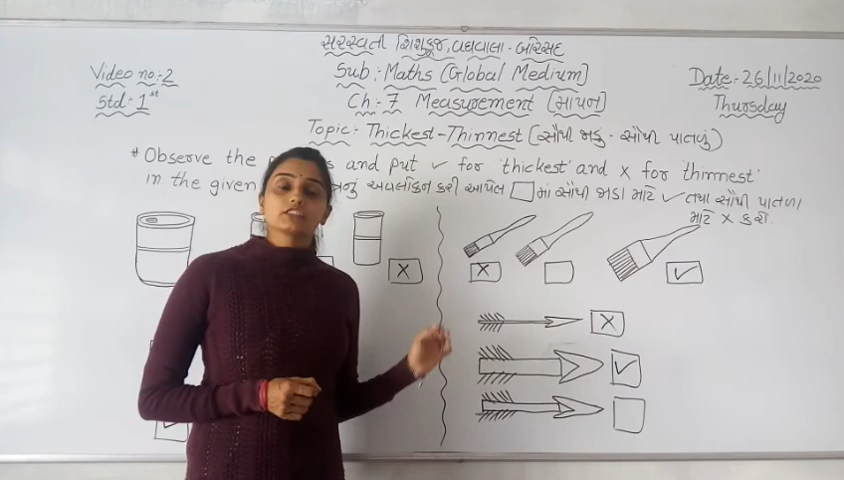 સરસ્વતી શિશુકુંજ, વઘવાલા - બારિસદ
Video no:- 2
Sub:- Maths [Global Medium]
Date:- 26/11/2020
Std:- 1st
Ch:- 7 Measurement [માપન]
Thursday
Topic:- Thickest-Thinnest (સૌથી જાડુ - સૌથી પાતળું)
* Observe the and put ✓ for 'thickest' and x for 'thinnest'
in the given અવલોકન કરી આપેલ □ માં સૌથી જાડા માટે ✓ તથા સૌથી પાતળા
માટે x કરો.